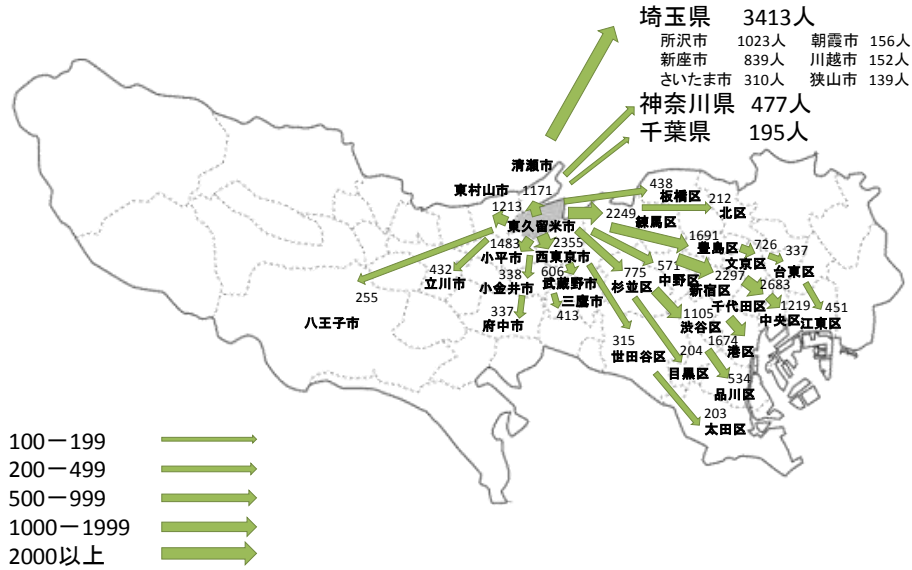 埼玉県 3413人
所沢市 1023人 朝霞市 156人
新座市 839人 川越市 152人
さいたま市 310人 狭山市 139人
神奈川県 477人
千葉県 195人
清瀬市
東村山市
1171
1213
438
板橋区
212
北区
東久留米市
2249
練馬区
1691
豊島区
726
文京区
337
台東区
1483
小平市
2355
西東京市
432
立川市
338
小金井市
606
武蔵野市
三鷹市
413
775
杉並区
571
中野区
2297
新宿区
2683
千代田区
1219
中央区
451
江東区
255
八王子市
337
府中市
1105
渋谷区
1674
港区
315
世田谷区
204
目黒区
534
品川区
203
太田区
100－199
200－499
500－999
1000－1999
2000以上